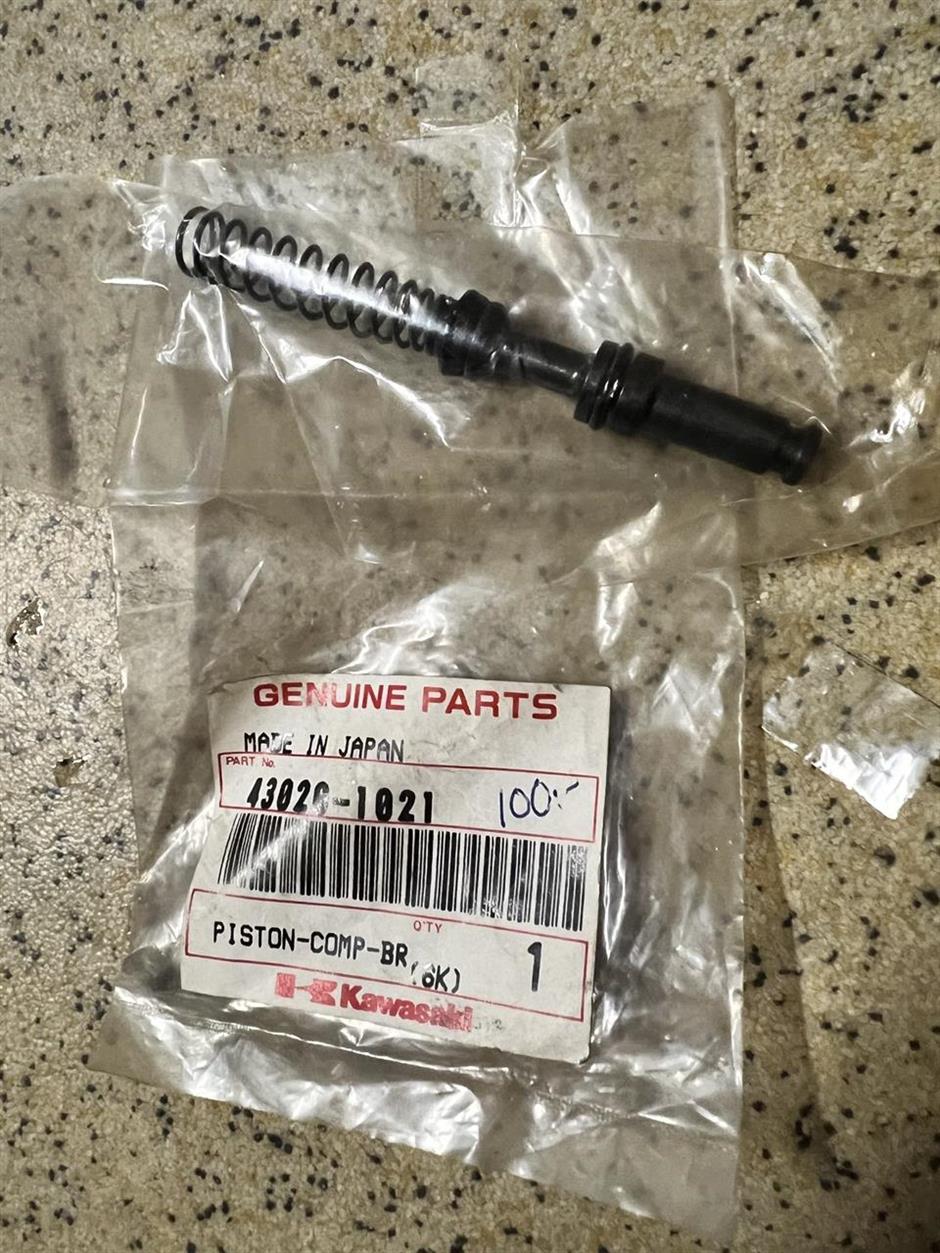 GENUINE PARTS
MADE IN JAPAN
PART No.
43020-1021 100:-
Q'TY
PISTON-COMP-BR 1
(6K)
Kawasaki